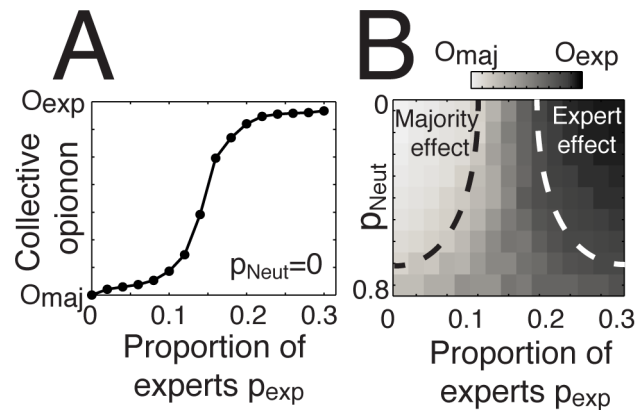 A
Oexp
Collective
opionon
Omaj
pNeut=0
0
0.1
0.2
0.3
Proportion of
experts pexp
B
Omaj
Oexp
0
pNeut
0.8
Majority
effect
Expert
effect
0
0.1
0.2
0.3
Proportion of
experts pexp